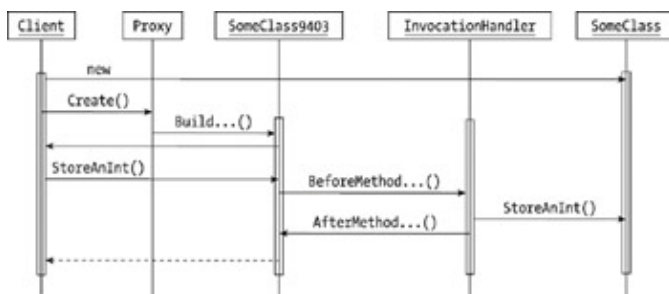 Client
Proxy
SomeClass9403
InvocationHandler
SomeClass
new
Create()
Build...()
StoreAnInt()
BeforeMethod...()
StoreAnInt()
AfterMethod...()